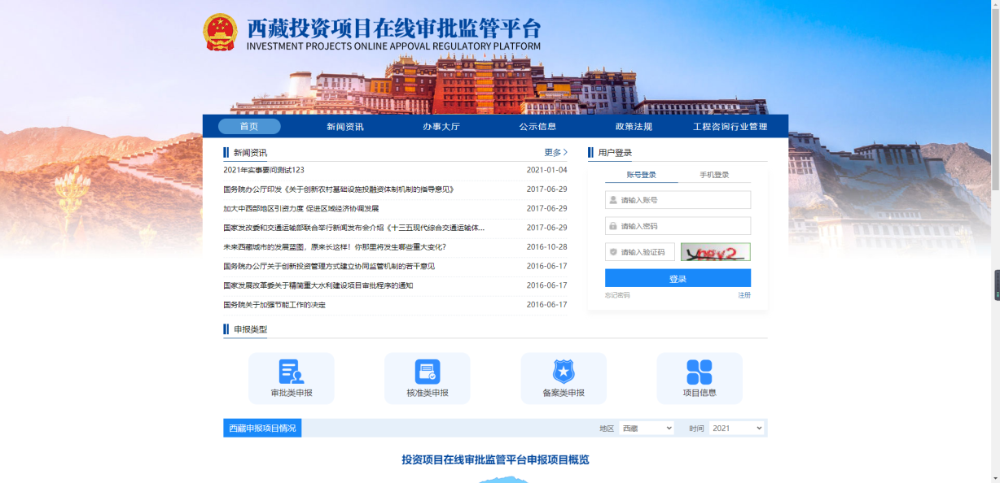 西藏投资项目在线审批监管平台
INVESTMENT PROJECTS ONLINE APPOVAL REGULATORY PLATFORM
首页 新闻资讯 办事大厅 公示信息 政策法规 工程咨询行业管理
新闻资讯 更多
2021年实事要问测试123 2021-01-04
国务院办公厅印发《关于创新农村基础设施投融资体制机制的指导意见》 2017-06-29
加大中西部地区引资力度 促进区域经济协调发展 2017-06-29
国家发改委和交通运输部联合举行新闻发布会介绍《十三五现代综合交通运输体... 2017-06-29
未来西藏城市的发展蓝图，原来长这样！你那里将发生哪些重大变化？ 2016-10-28
国务院办公厅关于创新投资管理方式建立协同监管机制的若干意见 2016-06-17
国家发展改革委关于精简重大水利建设项目审批程序的通知 2016-06-17
国务院关于加强节能工作的决定 2016-06-17
用户登录
账号登录 手机登录
请输入账号
请输入密码
请输入验证码
登录
忘记密码 注册
申报类型
审批类申报 核准类申报 备案类申报 项目信息
西藏申报项目情况 地区 西藏 时间 2021
投资项目在线审批监管平台申报项目概览